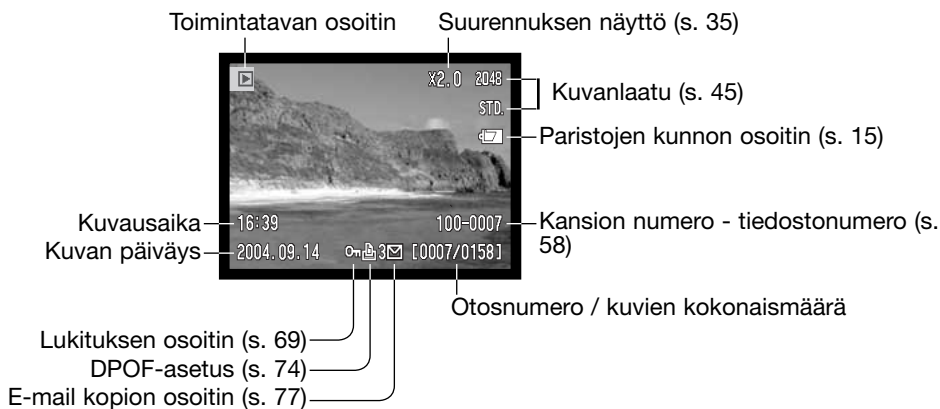 Toimintatavan osoitin
Suurennuksen näyttö (s. 35)
X2.0 2048
STD.
Kuvanlaatu (s. 45)
Paristojen kunnon osoitin (s. 15)
Kuvausaika
16:39
100-0007
Kansion numero - tiedostonumero (s.
58)
Kuvan päiväys
2004.09.14
3
[0007/0158]
Otosnumero / kuvien kokonaismäärä
Lukituksen osoitin (s. 69)
DPOF-asetus (s. 74)
E-mail kopion osoitin (s. 77)